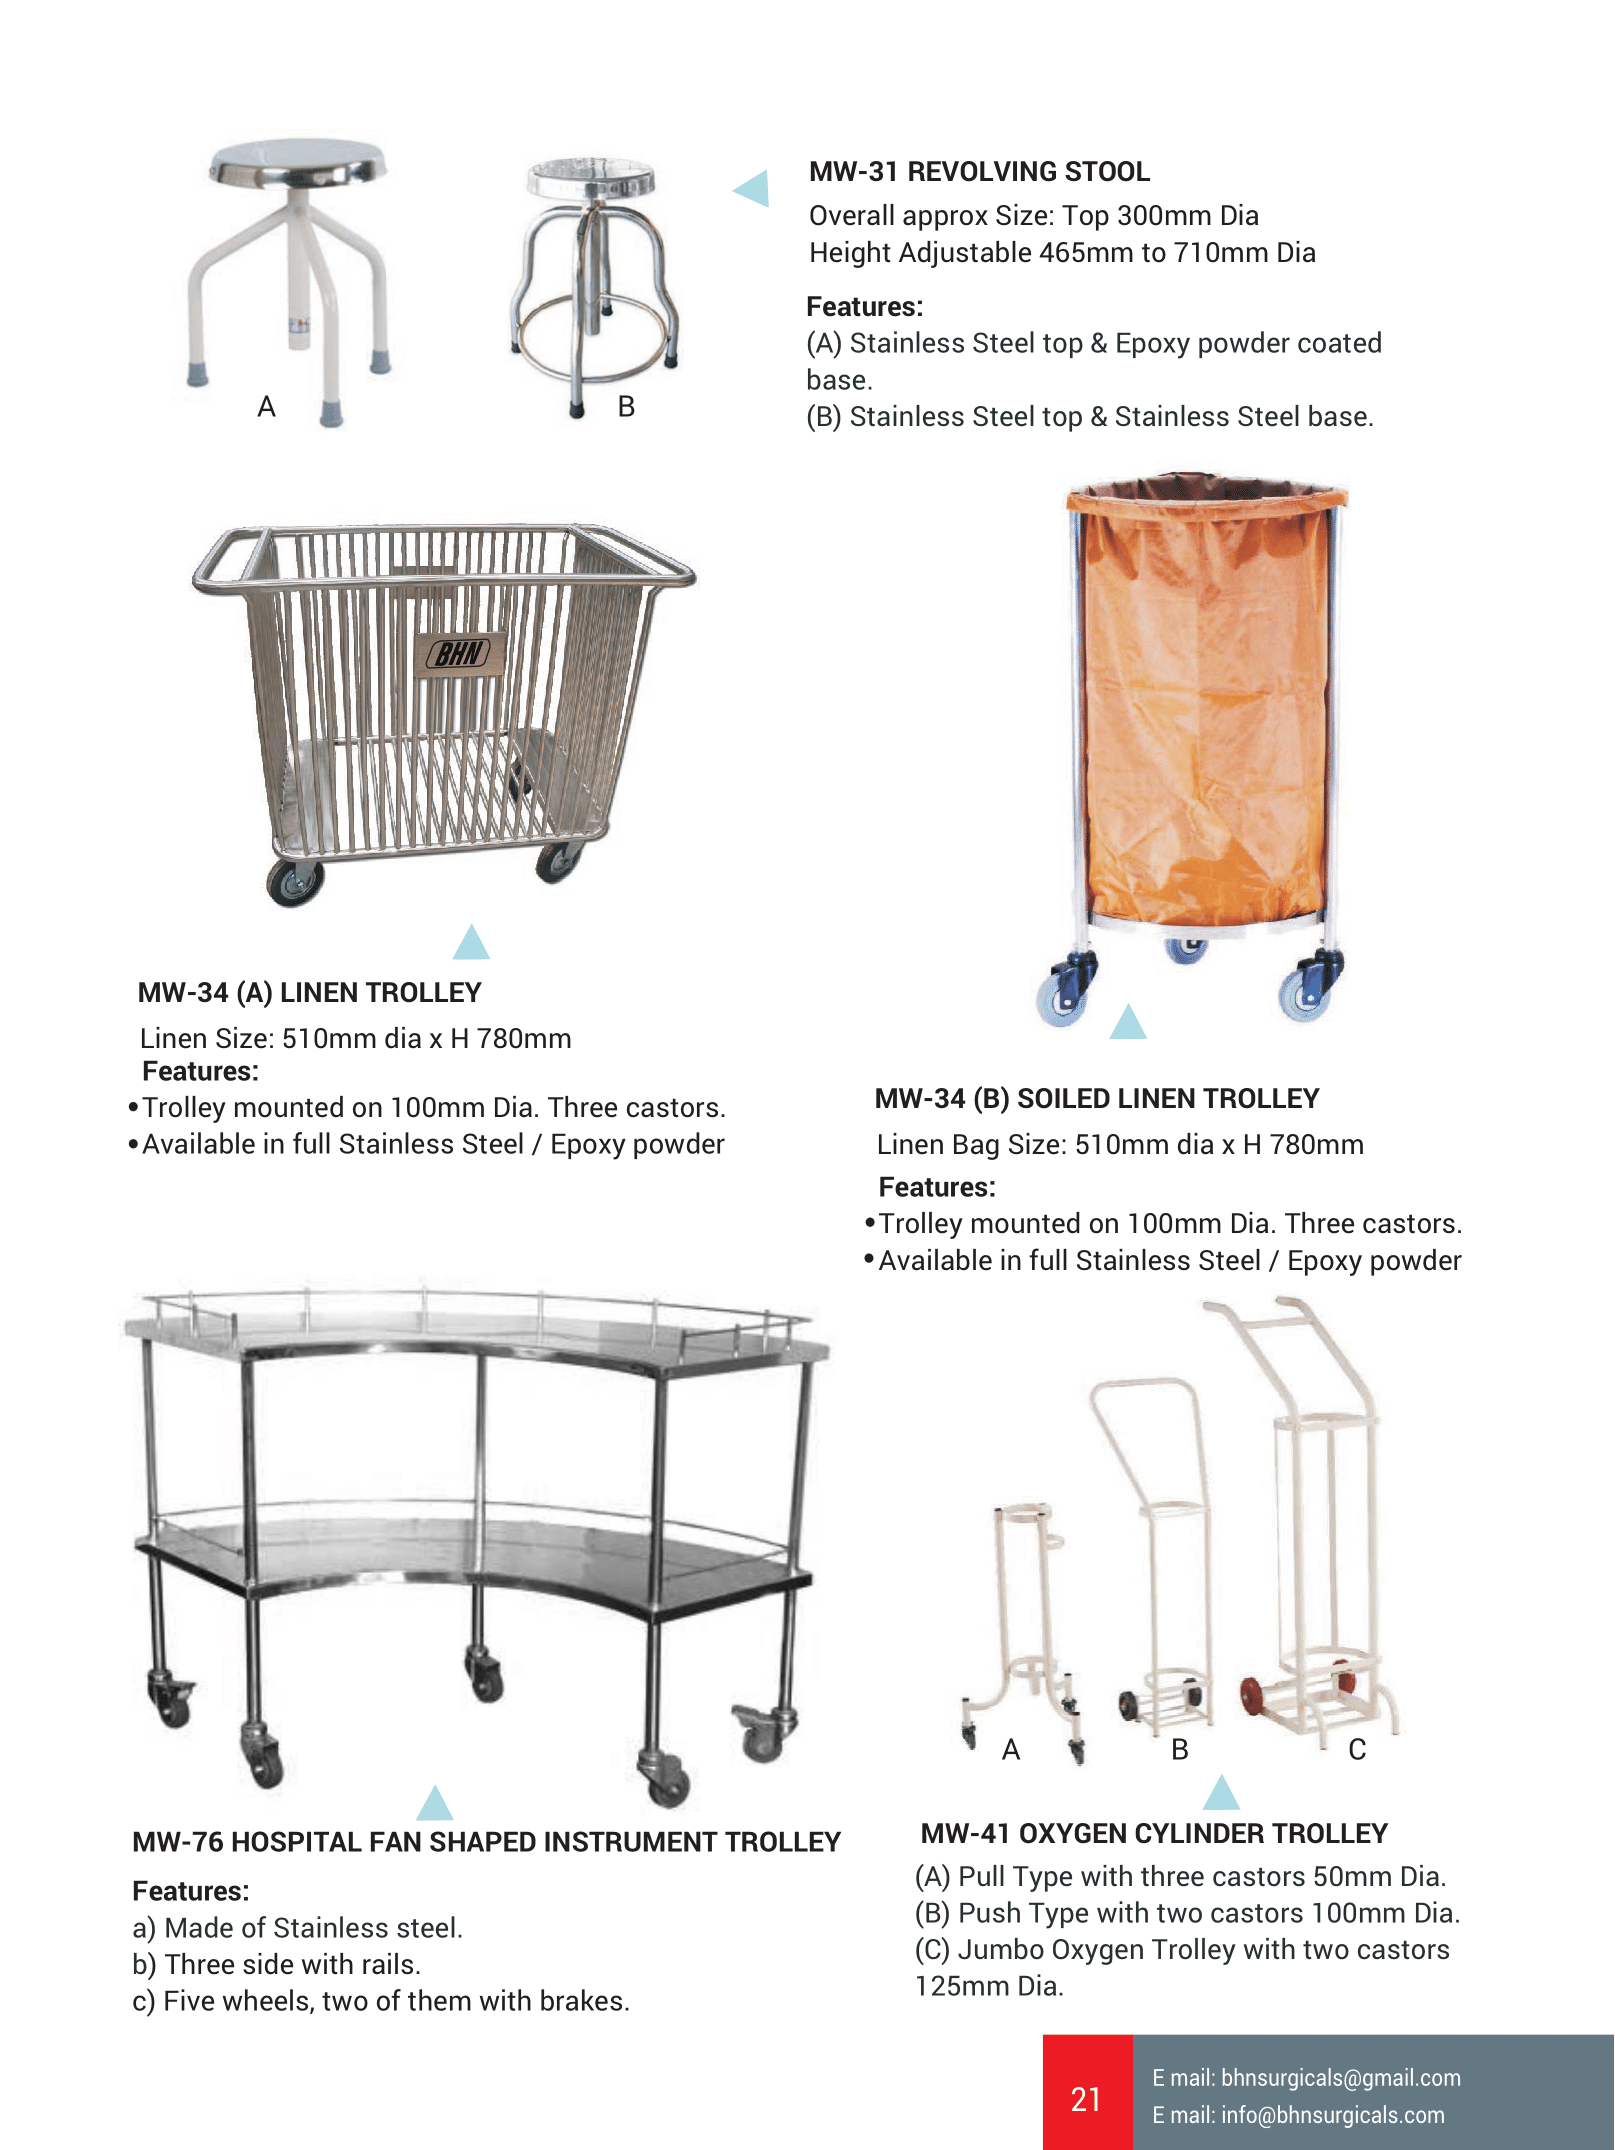 MW-31 REVOLVING STOOL
Overall approx Size: Top 300mm Dia
Height Adjustable 465mm to 710mm Dia
Features:
(A) Stainless Steel top & Epoxy powder coated
base.
(B) Stainless Steel top & Stainless Steel base.
A
B
BHN
MW-34 (A) LINEN TROLLEY
Linen Size: 510mm dia x H 780mm
Features:
•Trolley mounted on 100mm Dia. Three castors.
•Available in full Stainless Steel / Epoxy powder
MW-34 (B) SOILED LINEN TROLLEY
Linen Bag Size: 510mm dia x H 780mm
Features:
•Trolley mounted on 100mm Dia. Three castors.
•Available in full Stainless Steel / Epoxy powder
MW-76 HOSPITAL FAN SHAPED INSTRUMENT TROLLEY
Features:
a) Made of Stainless steel.
b) Three side with rails.
c) Five wheels, two of them with brakes.
A
B
C
MW-41 OXYGEN CYLINDER TROLLEY
(A) Pull Type with three castors 50mm Dia.
(B) Push Type with two castors 100mm Dia.
(C) Jumbo Oxygen Trolley with two castors
125mm Dia.
21
E mail: bhnsurgicals@gmail.com
E mail: info@bhnsurgicals.com